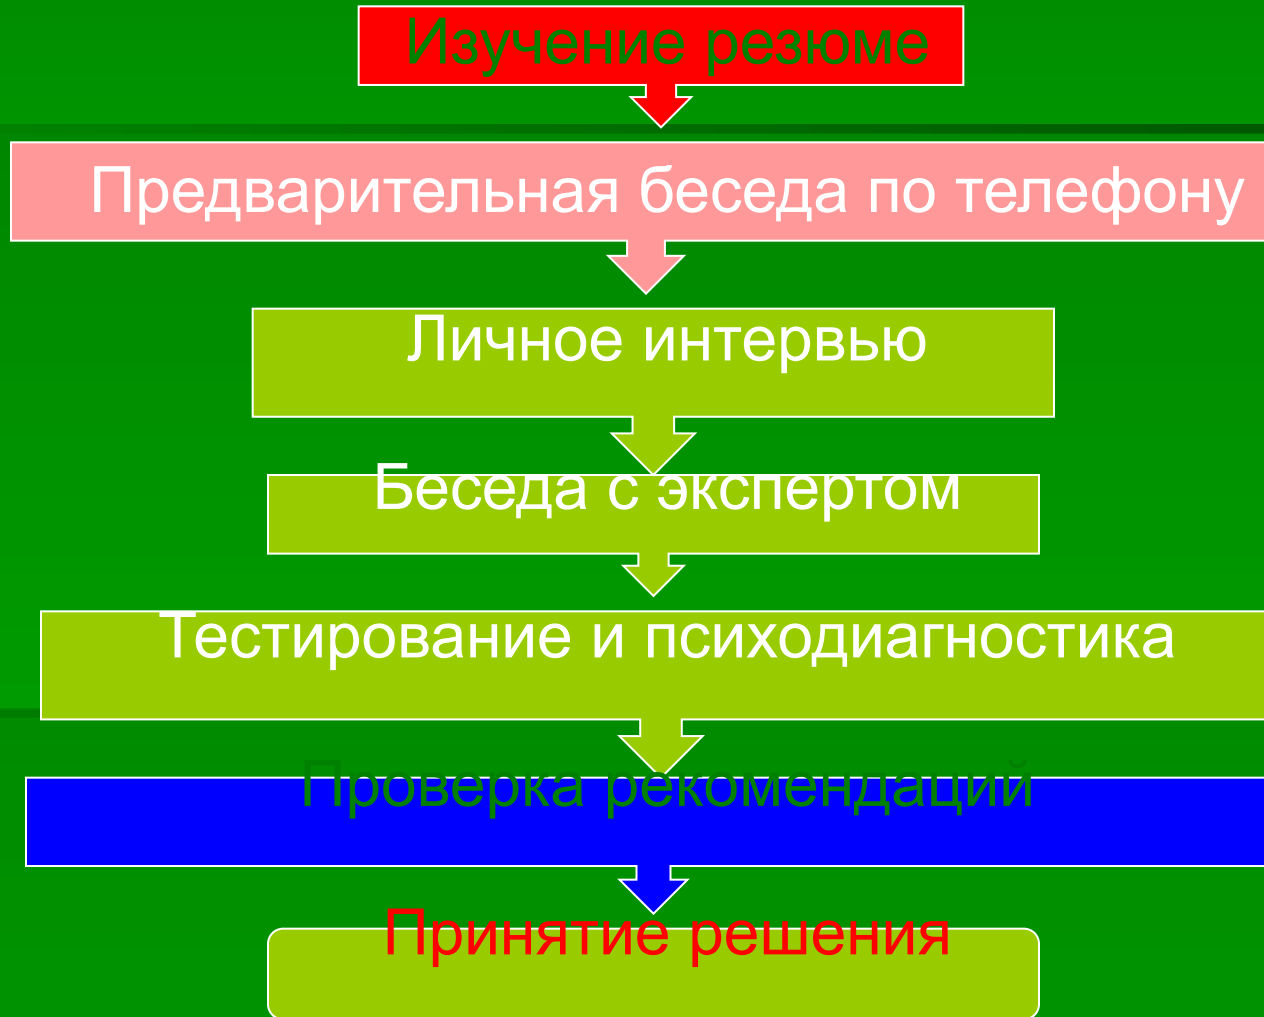 Изучение резюме
Предварительная беседа по телефону
Личное интервью
Беседа с экспертом
Тестирование и психодиагностика
Проверка рекомендаций
Принятие решения